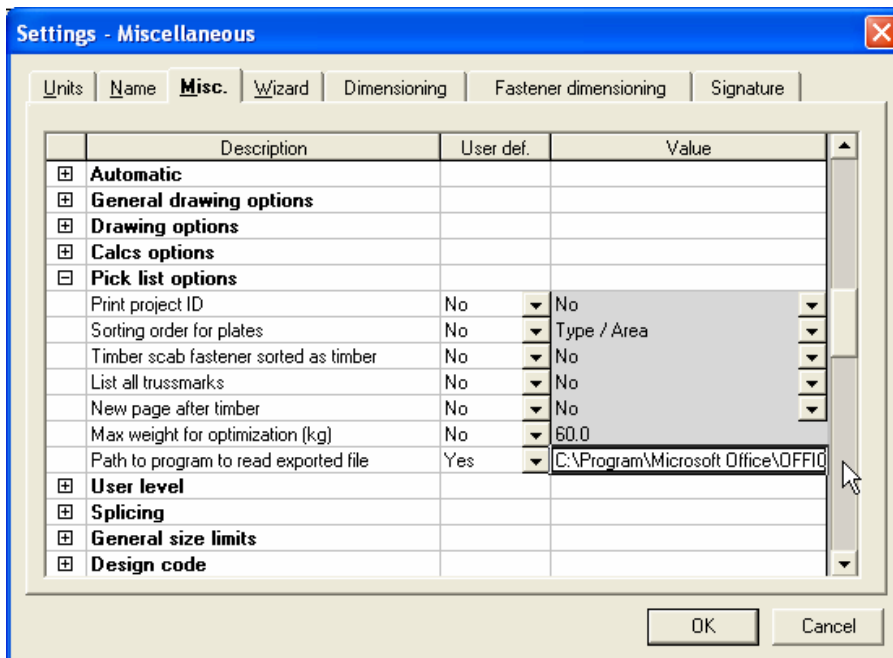 Settings - Miscellaneous
Units Name Misc. Wizard Dimensioning Fastener dimensioning Signature
Description User def. Value
Automatic
General drawing options
Drawing options
Calcs options
Pick list options
Print project ID No No
Sorting order for plates No Type / Area
Timber scab fastener sorted as timber No No
List all trussmarks No No
New page after timber No No
Max weight for optimization (kg) No 60.0
Path to program to read exported file Yes C:\Program\Microsoft Office\OFFIC
User level
Splicing
General size limits
Design code
OK Cancel